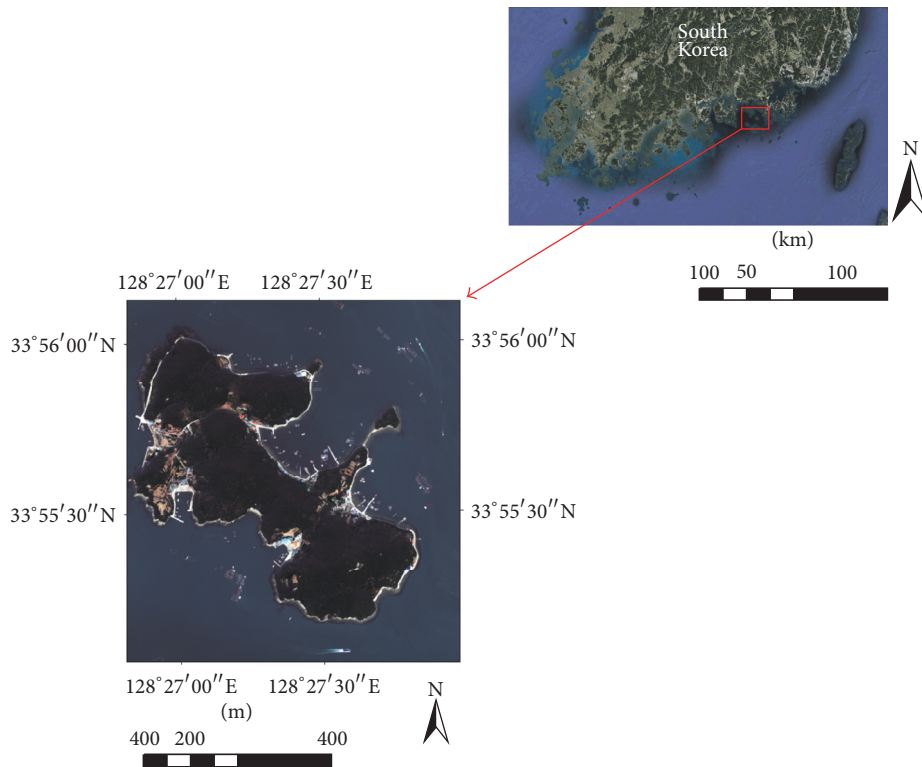 South
Korea
N
(km)
100 50 100
128°27′00″E 128°27′30″E
33°56′00″N 33°56′00″N
33°55′30″N 33°55′30″N
128°27′00″E 128°27′30″E
(m)
N
400 200 400